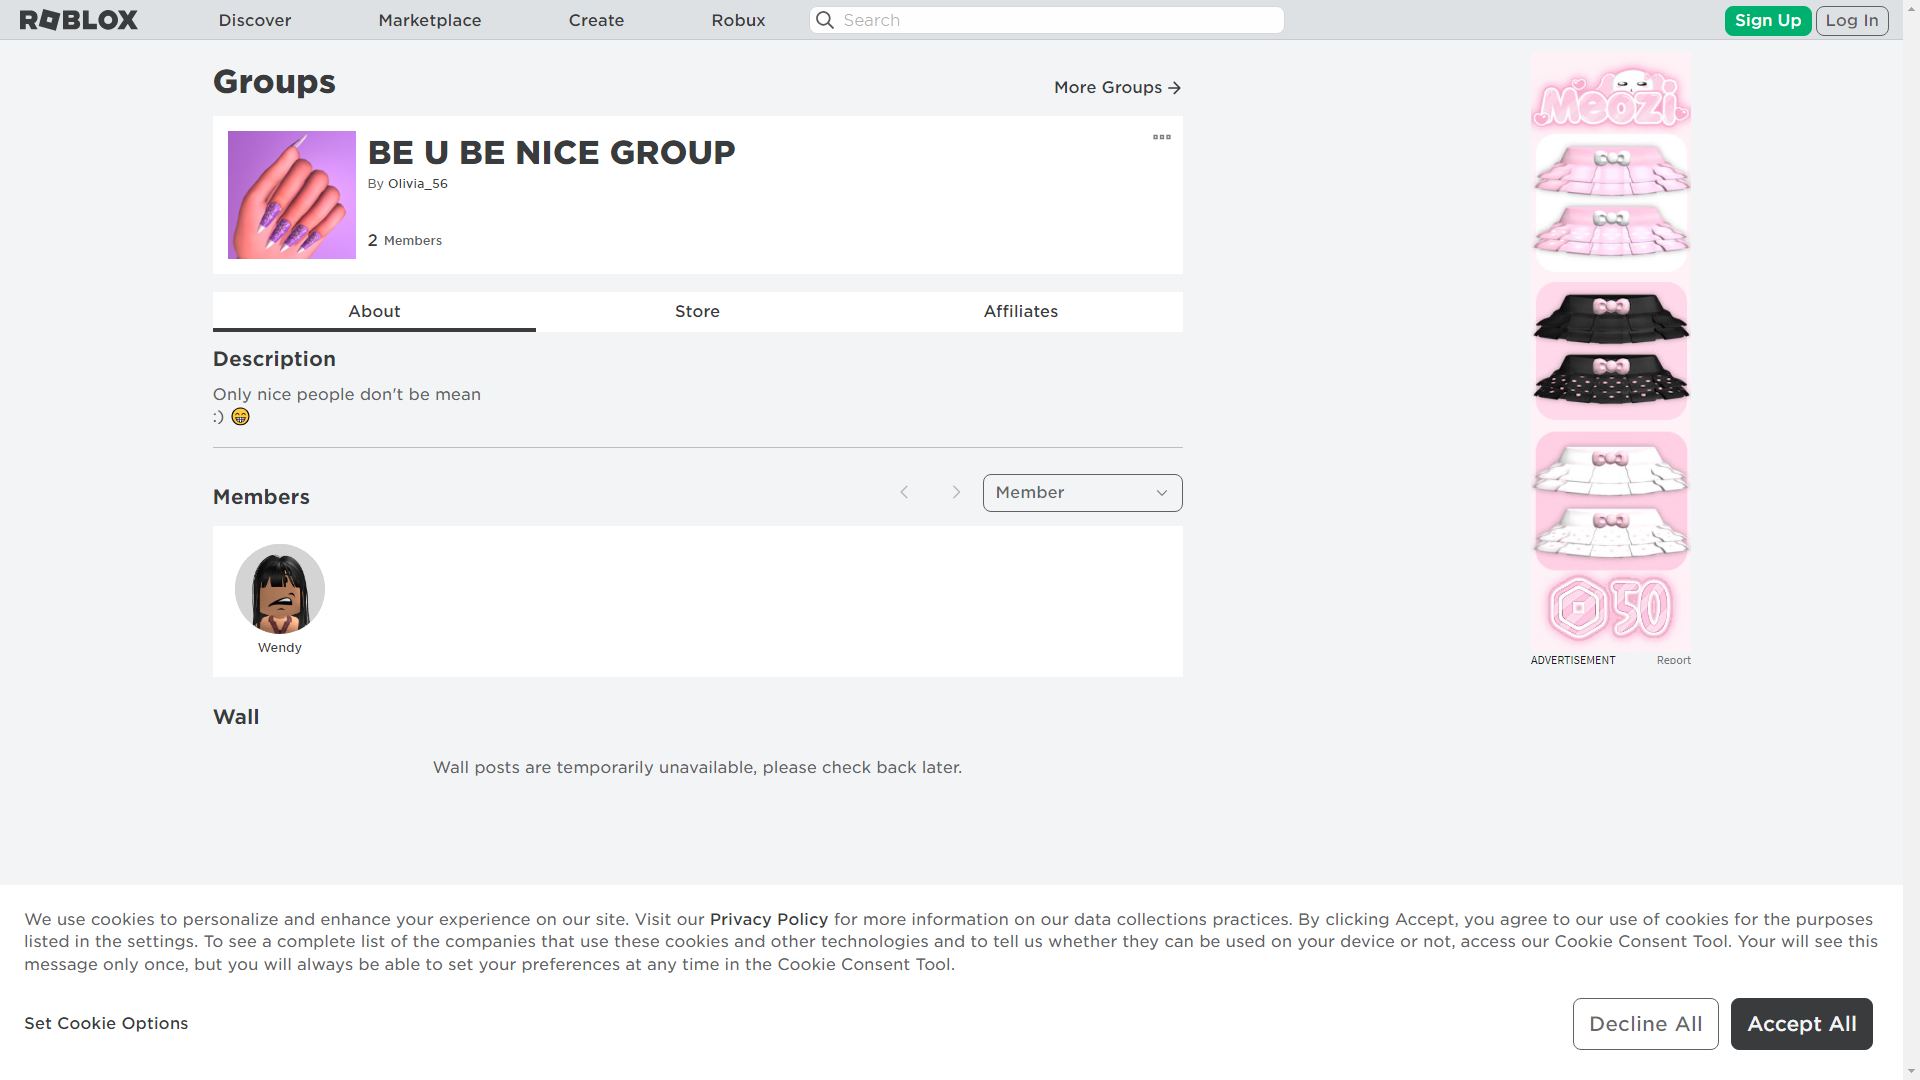 ROBLOX
Discover
Marketplace
Create
Robux
Search
Sign Up
Log In
Groups
More Groups
BE U BE NICE GROUP
By Olivia_56
2 Members
About
Store
Affiliates
Description
Only nice people don't be mean
:) 😁
Members
Member
Wendy
Wall
Wall posts are temporarily unavailable, please check back later.
Meozi
50
ADVERTISEMENT
Report
We use cookies to personalize and enhance your experience on our site. Visit our Privacy Policy for more information on our data collections practices. By clicking Accept, you agree to our use of cookies for the purposes
listed in the settings. To see a complete list of the companies that use these cookies and other technologies and to tell us whether they can be used on your device or not, access our Cookie Consent Tool. Your will see this
message only once, but you will always be able to set your preferences at any time in the Cookie Consent Tool.
Set Cookie Options
Decline All
Accept All